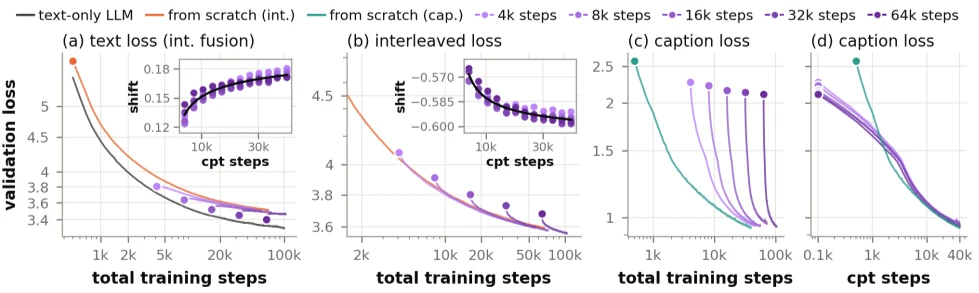 text-only LLM from scratch (int.) from scratch (cap.) 4k steps 8k steps 16k steps 32k steps 64k steps
(a) text loss (int. fusion) (b) interleaved loss (c) caption loss (d) caption loss
validation loss
5
4.5
4
3.8
3.6
3.4
1k 2k 5k 20k 100k
total training steps
shift
0.18
0.15
0.12
10k 30k
cpt steps
4.5
4
3.8
3.6
2k 10k 20k 50k 100k
total training steps
shift
−0.570
−0.585
−0.600
10k 30k
cpt steps
2.5
2
1.5
1
1k 10k 100k
total training steps
0.1k 1k 10k 40k
cpt steps